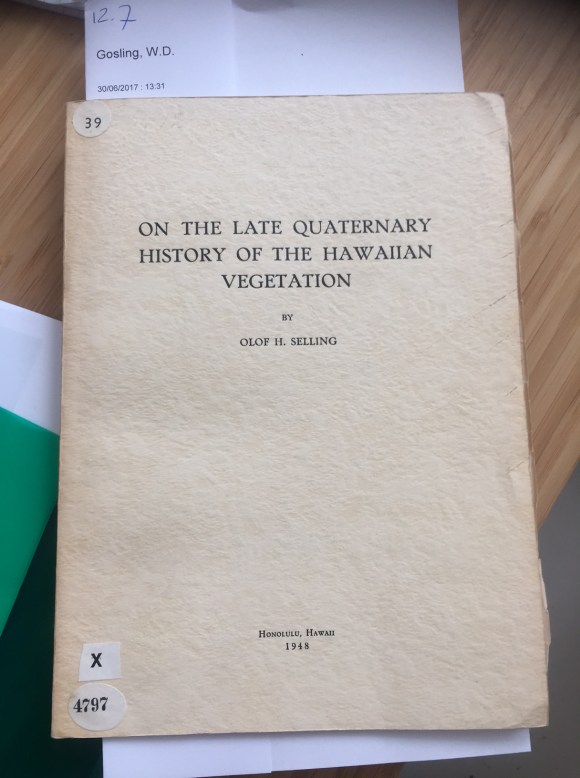 12.7
Gosling, W.D.
30/06/2017 : 13:31
39
ON THE LATE QUATERNARY
HISTORY OF THE HAWAIIAN
VEGETATION
BY
OLOF H. SELLING
Honolulu, Hawaii
1948
X
4797